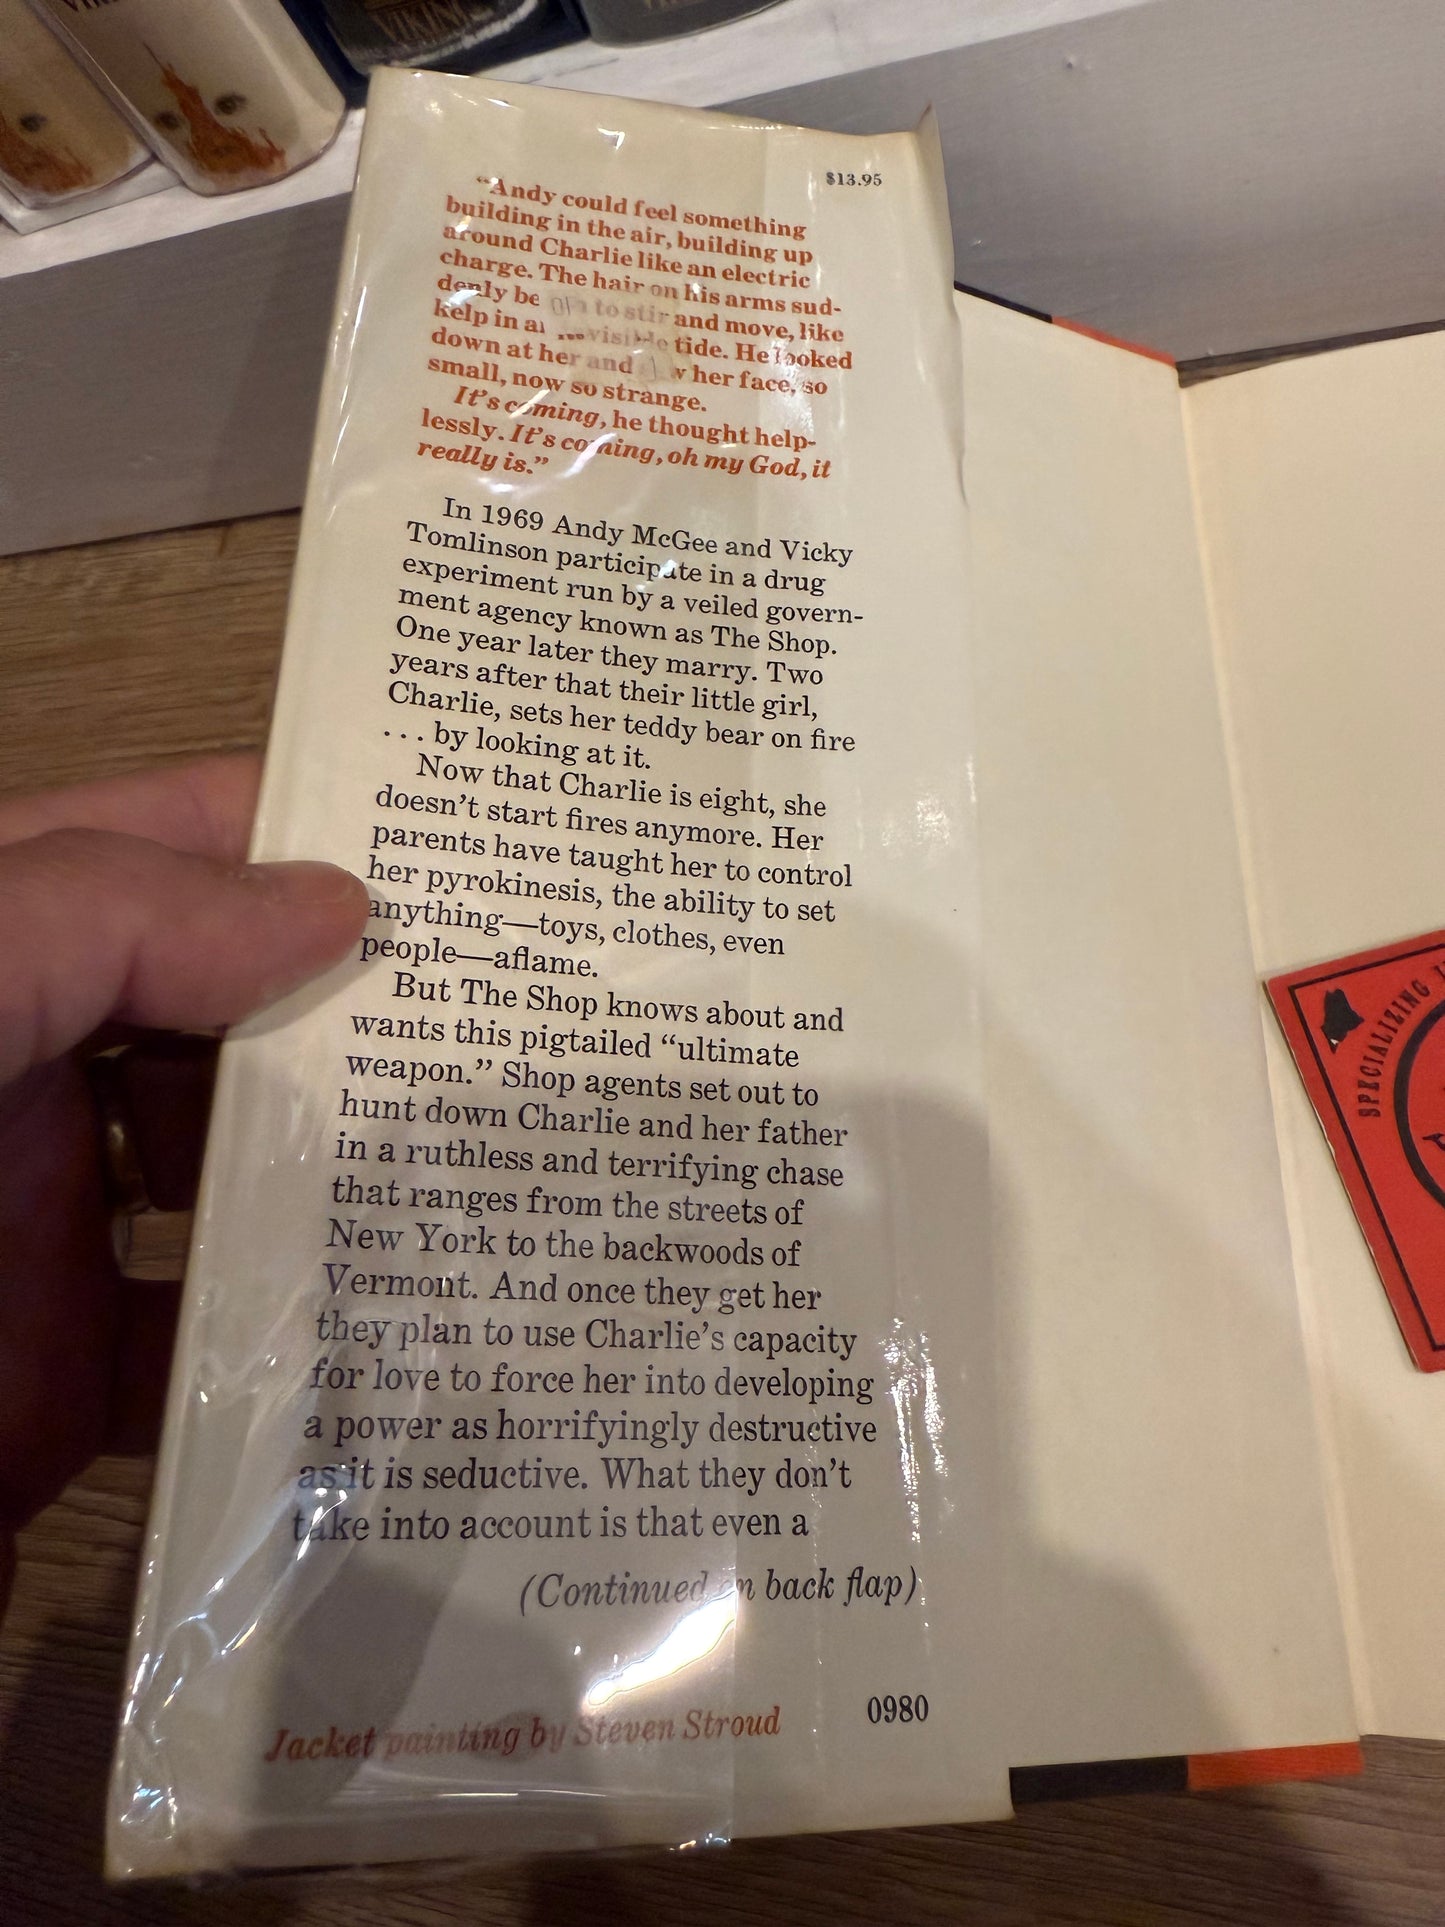 VIKING
$13.95
“Andy could feel something
building in the air, building up
around Charlie like an electric
charge. The hair on his arms sud-
denly be to stir and move, like
kelp in tide. He looked
down at her and her face, so
small, now so strange.
It’s coming, he thought help-
lessly. It’s coming, oh my God, it
really is.”
In 1969 Andy McGee and Vicky
Tomlinson participate in a drug
experiment run by a veiled govern-
ment agency known as The Shop.
One year later they marry. Two
years after that their little girl,
Charlie, sets her teddy bear on fire
. . . by looking at it.
Now that Charlie is eight, she
doesn’t start fires anymore. Her
parents have taught her to control
her pyrokinesis, the ability to set
anything—toys, clothes, even
people—aflame.
But The Shop knows about and
wants this pigtailed “ultimate
weapon.” Shop agents set out to
hunt down Charlie and her father
in a ruthless and terrifying chase
that ranges from the streets of
New York to the backwoods of
Vermont. And once they get her
they plan to use Charlie’s capacity
for love to force her into developing
a power as horrifyingly destructive
as it is seductive. What they don’t
take into account is that even a
(Continued on back flap)
Jacket painting by Steven Stroud
0980
SPECIALIZING